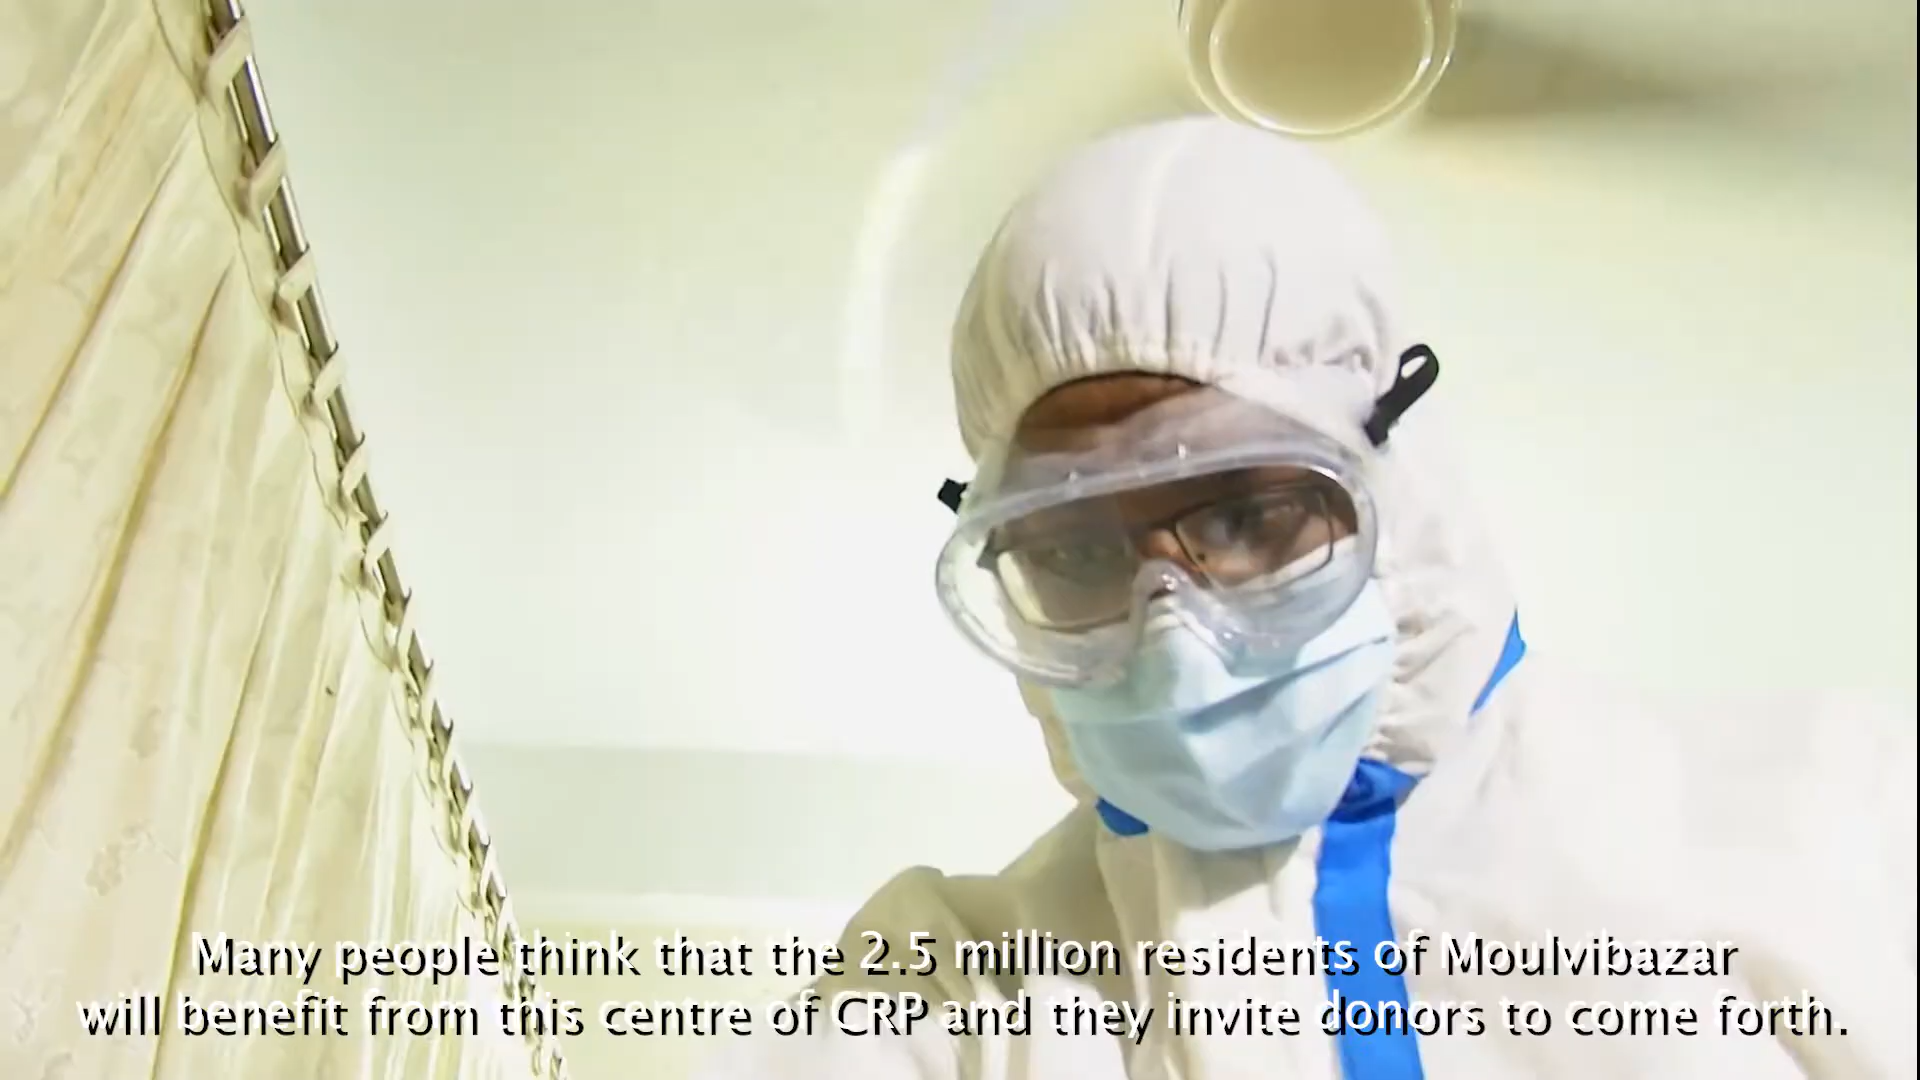 Many people think that the 2.5 million residents of Moulvibazar
will benefit from this centre of CRP and they invite donors to come forth.